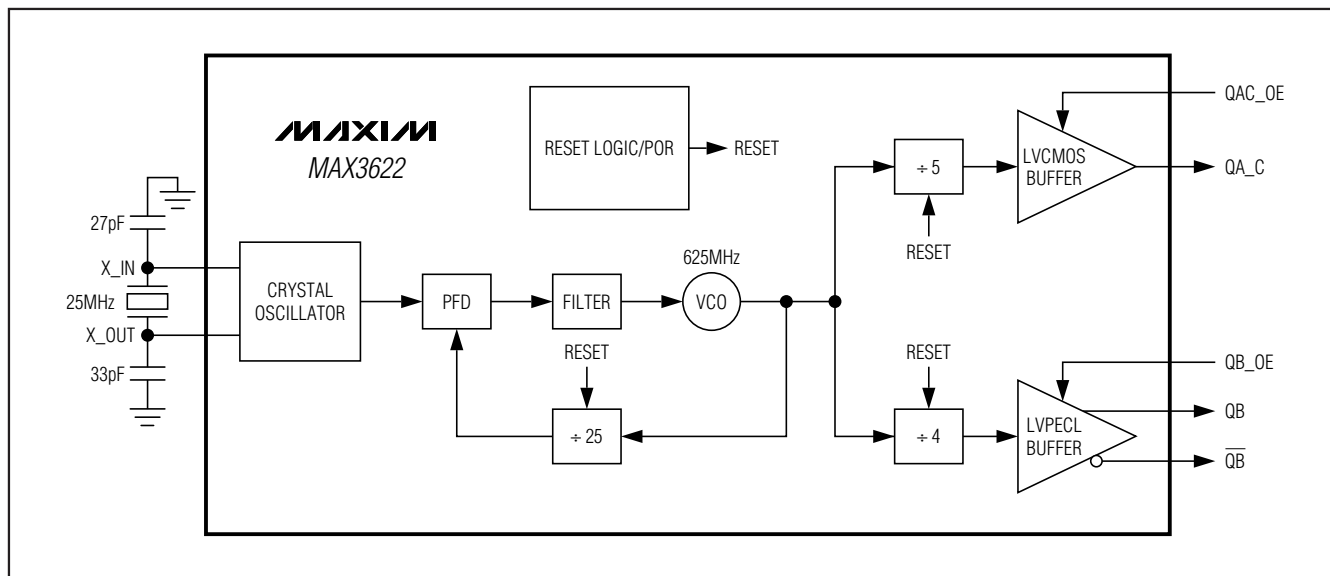 MAXIM
MAX3622
RESET LOGIC/POR
RESET
QAC_OE
LVCMOS
BUFFER
QA_C
÷ 5
RESET
27pF
X_IN
25MHz
X_OUT
33pF
CRYSTAL
OSCILLATOR
PFD
FILTER
625MHz
VCO
RESET
÷ 25
RESET
÷ 4
QB_OE
LVPECL
BUFFER
QB
Q̅B̅